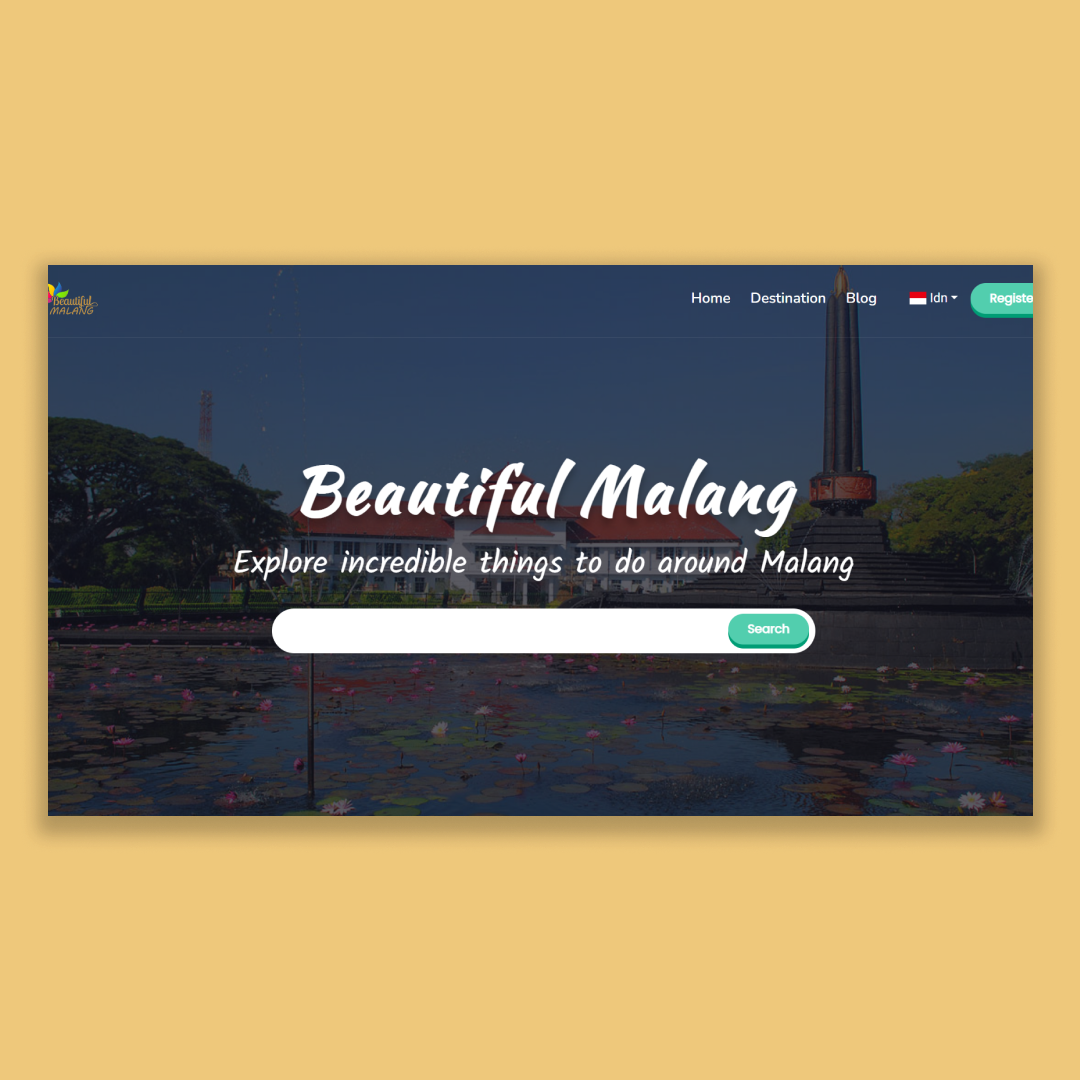 Beautiful
MALANG
Home Destination Blog Idn Registe
Beautiful Malang
Explore incredible things to do around Malang
Search